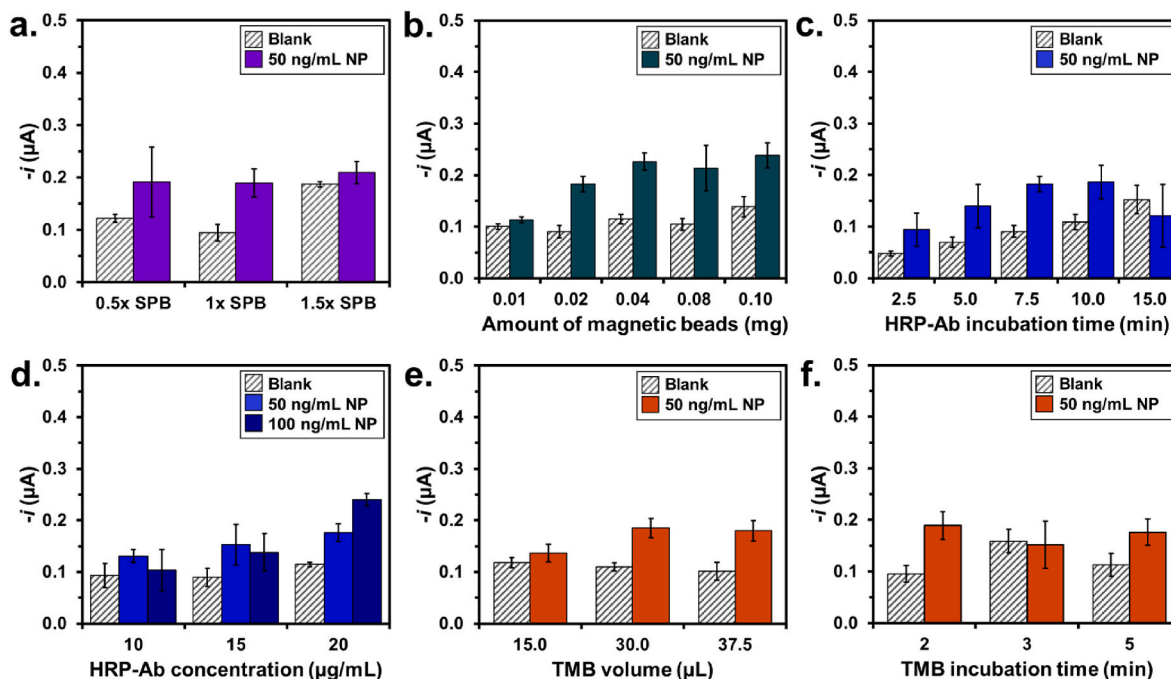 a.
0.5
0.4
0.3
0.2
0.1
0.0
-i (µA)
Blank
50 ng/mL NP
0.5x SPB 1x SPB 1.5x SPB
b.
0.5
0.4
0.3
0.2
0.1
0.0
-i (µA)
Blank
50 ng/mL NP
0.01 0.02 0.04 0.08 0.10
Amount of magnetic beads (mg)
c.
0.5
0.4
0.3
0.2
0.1
0.0
-i (µA)
Blank
50 ng/mL NP
2.5 5.0 7.5 10.0 15.0
HRP-Ab incubation time (min)
d.
0.5
0.4
0.3
0.2
0.1
0.0
-i (µA)
Blank
50 ng/mL NP
100 ng/mL NP
10 15 20
HRP-Ab concentration (µg/mL)
e.
0.5
0.4
0.3
0.2
0.1
0.0
-i (µA)
Blank
50 ng/mL NP
15.0 30.0 37.5
TMB volume (µL)
f.
0.5
0.4
0.3
0.2
0.1
0.0
-i (µA)
Blank
50 ng/mL NP
2 3 5
TMB incubation time (min)